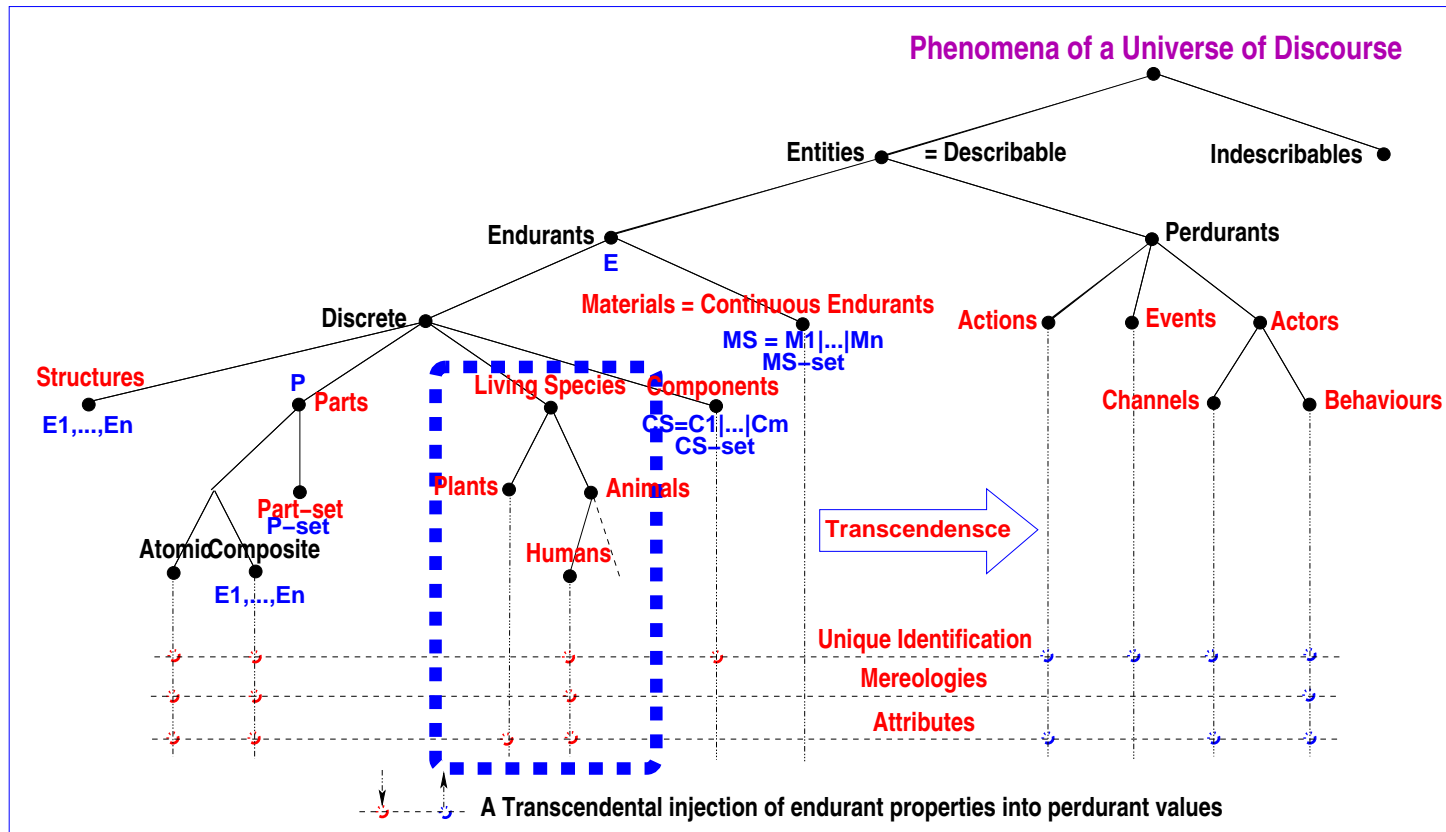 Phenomena of a Universe of Discourse
Entities = Describable Indescribables
Endurants Perdurants
E
Materials = Continuous Endurants
Discrete Actions Events Actors
MS = M1|...|Mn
MS-set
Structures P Living Species Components
Parts Channels Behaviours
E1,...,En CS=C1|...|Cm
CS-set
Plants Animals
Part-set
P-set Transcendensce
Atomic Composite Humans
E1,...,En
Unique Identification
Mereologies
Attributes
A Transcendental injection of endurant properties into perdurant values